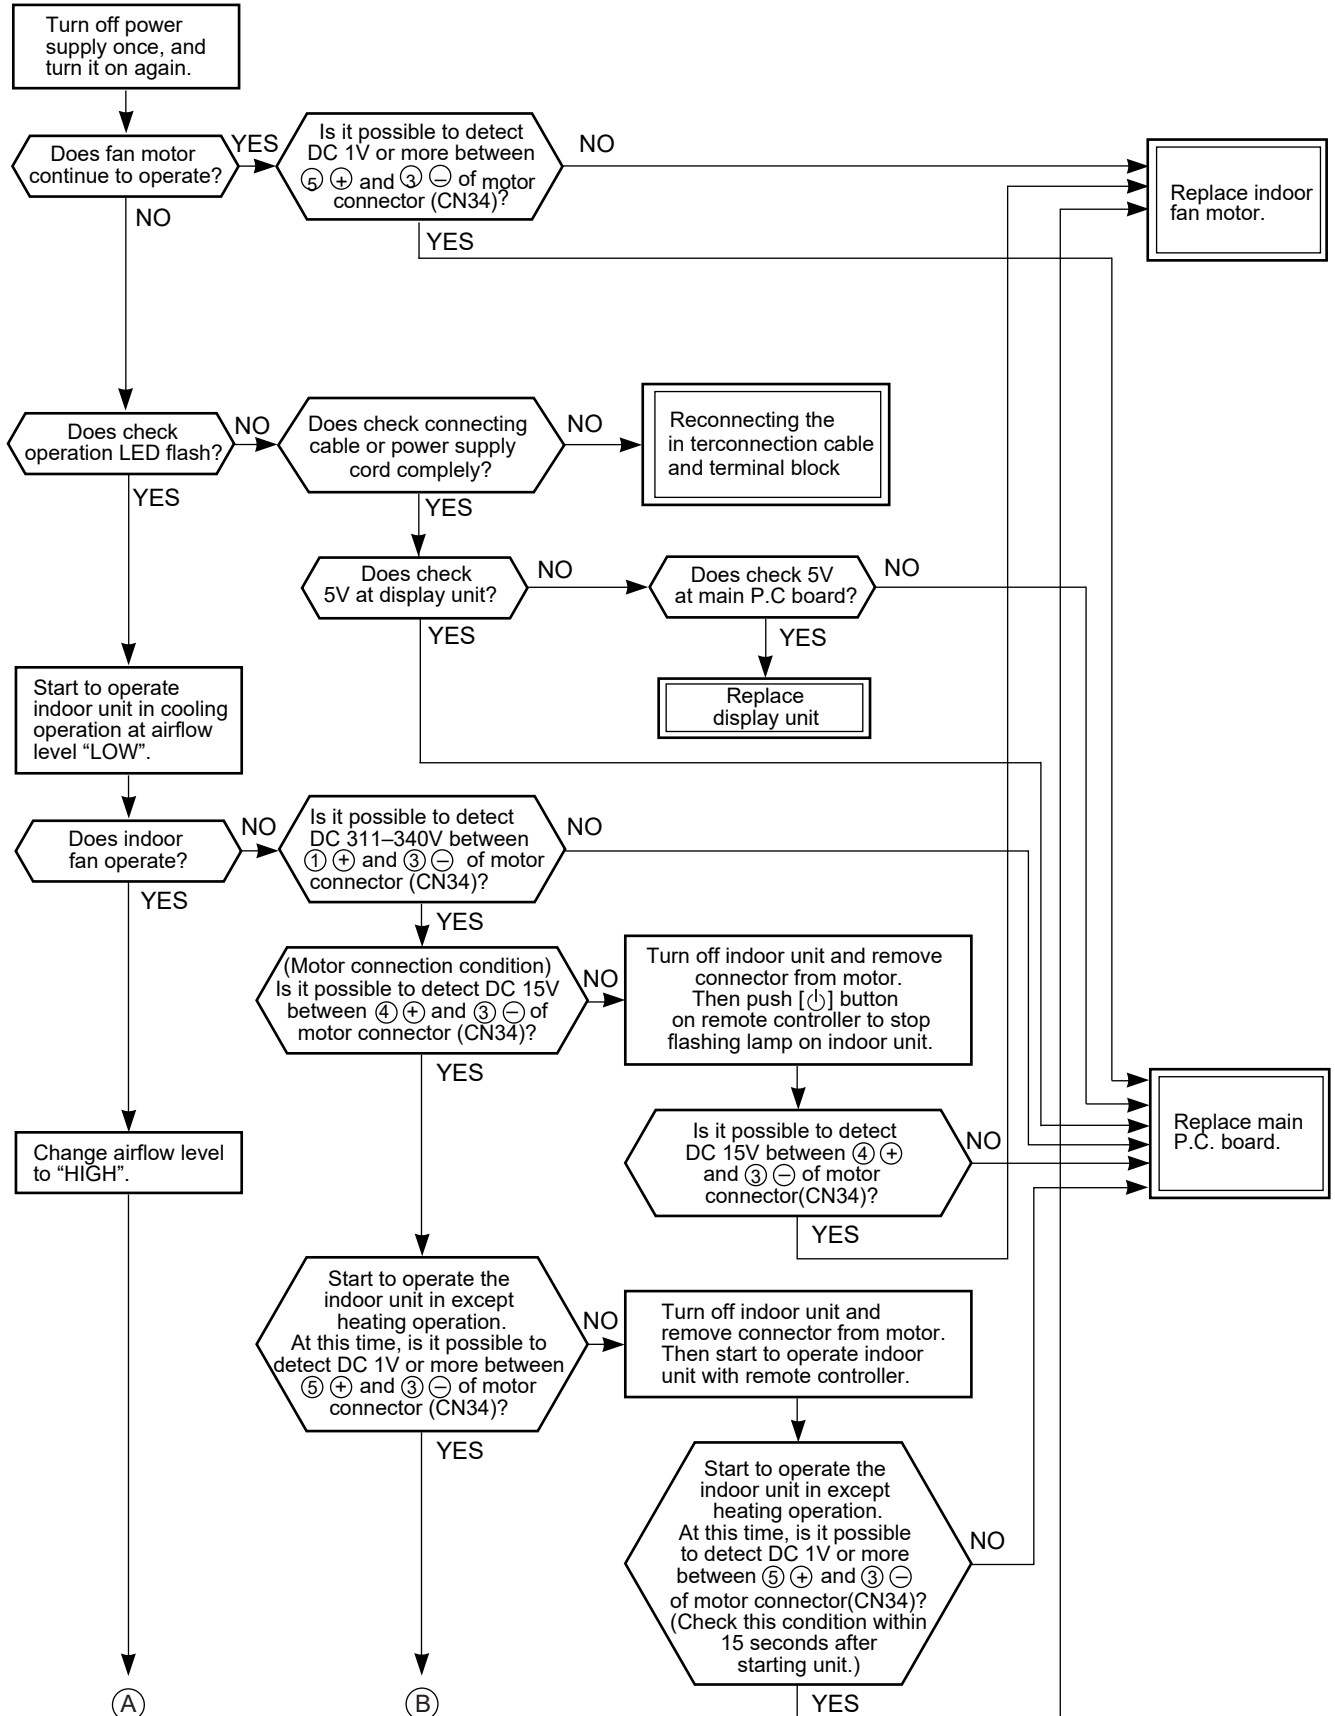 Turn off power
supply once, and
turn it on again.
Does fan motor
continue to operate?
YES
NO
Is it possible to detect
DC 1V or more between
⑤ ⊕ and ③ ⊖ of motor
connector (CN34)?
NO
YES
Replace indoor
fan motor.
Does check
operation LED flash?
NO
YES
Does check connecting
cable or power supply
cord complely?
NO
YES
Reconnecting the
in terconnection cable
and terminal block
Does check
5V at display unit?
NO
YES
Does check 5V
at main P.C board?
NO
YES
Replace
display unit
Start to operate
indoor unit in cooling
operation at airflow
level “LOW”.
Does indoor
fan operate?
NO
YES
Is it possible to detect
DC 311–340V between
① ⊕ and ③ ⊖ of motor
connector (CN34)?
NO
YES
(Motor connection condition)
Is it possible to detect DC 15V
between ④ ⊕ and ③ ⊖ of
motor connector (CN34)?
NO
YES
Turn off indoor unit and remove
connector from motor.
Then push [⏻] button
on remote controller to stop
flashing lamp on indoor unit.
Is it possible to detect
DC 15V between ④ ⊕
and ③ ⊖ of motor
connector(CN34)?
NO
YES
Replace main
P.C. board.
Change airflow level
to “HIGH”.
Start to operate the
indoor unit in except
heating operation.
At this time, is it possible to
detect DC 1V or more between
⑤ ⊕ and ③ ⊖ of motor
connector (CN34)?
NO
YES
Turn off indoor unit and
remove connector from motor.
Then start to operate indoor
unit with remote controller.
Start to operate the
indoor unit in except
heating operation.
At this time, is it possible
to detect DC 1V or more
between ⑤ ⊕ and ③ ⊖
of motor connector(CN34)?
(Check this condition within
15 seconds after
starting unit.)
NO
YES
Ⓐ
Ⓑ